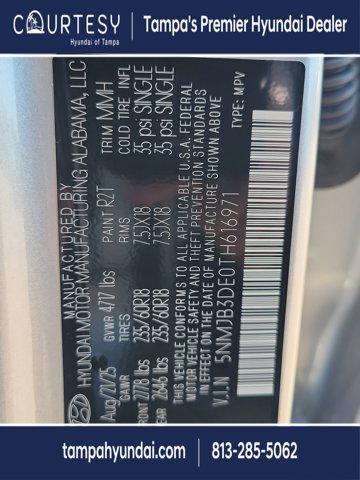 COURTESY
Hyundai of Tampa
Tampa's Premier Hyundai Dealer
MANUFACTURED BY
HYUNDAI MOTOR MANUFACTURING ALABAMA, LLC
Aug/21/25 GVWR 4717 lbs PAINT R2T TRIM MMH
GAWR TIRES RIMS COLD TIRE INFL
FRONT 2778 lbs 235/60R18 7.5JX18 35 psi SINGLE
REAR 2646 lbs 235/60R18 7.5JX18 35 psi SINGLE
THIS VEHICLE CONFORMS TO ALL APPLICABLE U.S.A. FEDERAL
MOTOR VEHICLE SAFETY AND THEFT PREVENTION
STANDARDS IN EFFECT ON THE DATE OF MANUFACTURE SHOWN ABOVE
V.I.N 5NMJB3DE0TH616971 TYPE: MPV
tampahyundai.com 813-285-5062